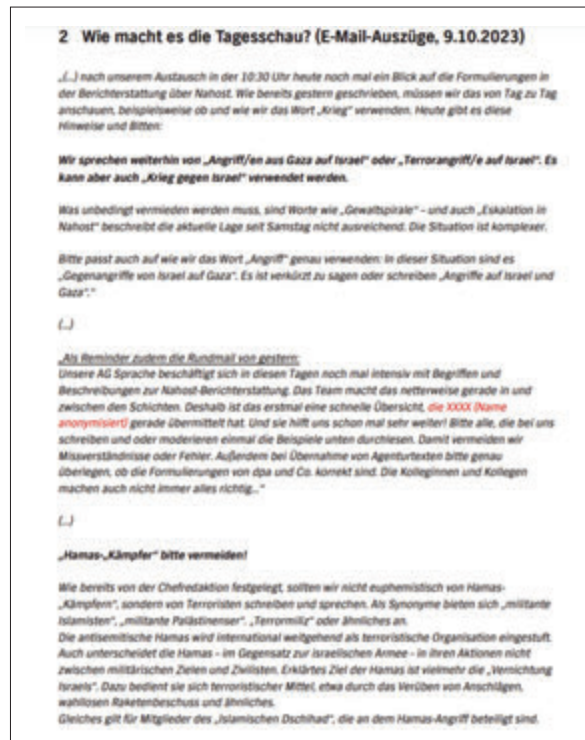 2 Wie macht es die Tagesschau? (E-Mail-Auszüge, 9.10.2023)
„(...) nach unserem Austausch in der 10:30 Uhr heute noch mal ein Blick auf die Formulierungen in
der Berichterstattung über Nahost. Wie bereits gestern geschrieben, müssen wir das von Tag zu Tag
anschauen, beispielsweise ob und wie wir das Wort „Krieg“ verwenden. Heute gibt es diese
Hinweise und Bitten:
Wir sprechen weiterhin von „Angriff/en aus Gaza auf Israel“ oder „Terrorangriff/e auf Israel“. Es
kann aber auch „Krieg gegen Israel“ verwendet werden.
Was unbedingt vermieden werden muss, sind Worte wie „Gewaltspirale“ – und auch „Eskalation in
Nahost“ beschreibt die aktuelle Lage seit Samstag nicht ausreichend. Die Situation ist komplexer.
Bitte passt auch auf wie wir das Wort „Angriff“ genau verwenden: In dieser Situation sind es
„Gegenangriffe von Israel auf Gaza“. Es ist verkürzt zu sagen oder schreiben „Angriffe auf Israel und
Gaza“.“
(...)
„Als Reminder zudem die Rundmail von gestern:
Unsere AG Sprache beschäftigt sich in diesen Tagen noch mal intensiv mit Begriffen und
Beschreibungen zur Nahost-Berichterstattung. Das Team macht das netterweise gerade in und
zwischen den Schichten. Deshalb ist das erstmal eine schnelle Übersicht, die XXXX (Name
anonymisiert) gerade übermittelt hat. Und sie hilft uns schon mal sehr weiter! Bitte alle, die bei uns
schreiben und oder moderieren einmal die Beispiele unten durchlesen. Damit vermeiden wir
Missverständnisse oder Fehler. Außerdem bei Übernahme von Agenturtexten bitte genau
überlegen, ob die Formulierungen von dpa und Co. korrekt sind. Die Kolleginnen und Kollegen
machen auch nicht immer alles richtig...“
(...)
„Hamas-„Kämpfer“ bitte vermeiden!
Wie bereits von der Chefredaktion festgelegt, sollten wir nicht euphemistisch von Hamas-
„Kämpfern“, sondern von Terroristen schreiben und sprechen. Als Synonyme bieten sich „militante
Islamisten“, „militante Palästinenser“, „Terrormiliz“ oder ähnliches an.
Die antisemitische Hamas wird international weitgehend als terroristische Organisation eingestuft.
Auch unterscheidet die Hamas – im Gegensatz zur israelischen Armee – in ihren Aktionen nicht
zwischen militärischen Zielen und Zivilisten. Erklärtes Ziel der Hamas ist vielmehr die „Vernichtung
Israels“. Dazu bedient sie sich terroristischer Mittel, etwa durch das Verüben von Anschlägen,
wahllosen Raketenbeschuss und ähnliches.
Gleiches gilt für Mitglieder des „Islamischen Dschihad“, die an dem Hamas-Angriff beteiligt sind.